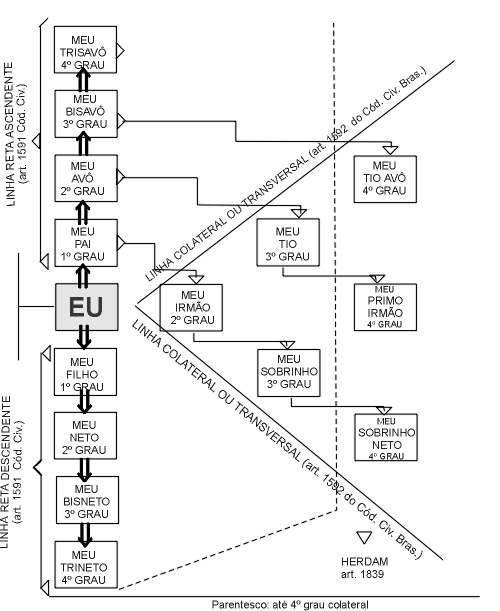 LINHA RETA ASCENDENTE
(art. 1591 Cód. Civ.)
MEU
TRISAVÔ
4º GRAU
MEU
BISAVÔ
3º GRAU
MEU
AVÔ
2º GRAU
MEU
PAI
1º GRAU
EU
MEU
FILHO
1º GRAU
MEU
NETO
2º GRAU
MEU
BISNETO
3º GRAU
MEU
TRINETO
4º GRAU
LINHA RETA DESCENDENTE
(art. 1591 Cód. Civ.)
LINHA COLATERAL OU TRANSVERSAL (art. 1592 do Cód. Civ. Bras.)
MEU
TIO AVÔ
4º GRAU
MEU
TIO
3º GRAU
MEU
IRMÃO
2º GRAU
MEU
PRIMO
IRMÃO
4º GRAU
MEU
SOBRINHO
3º GRAU
MEU
SOBRINHO
NETO
4º GRAU
LINHA COLATERAL OU TRANSVERSAL (art. 1592 do Cód. Civ. Bras.)
HERDAM
art. 1839
Parentesco: até 4º grau colateral